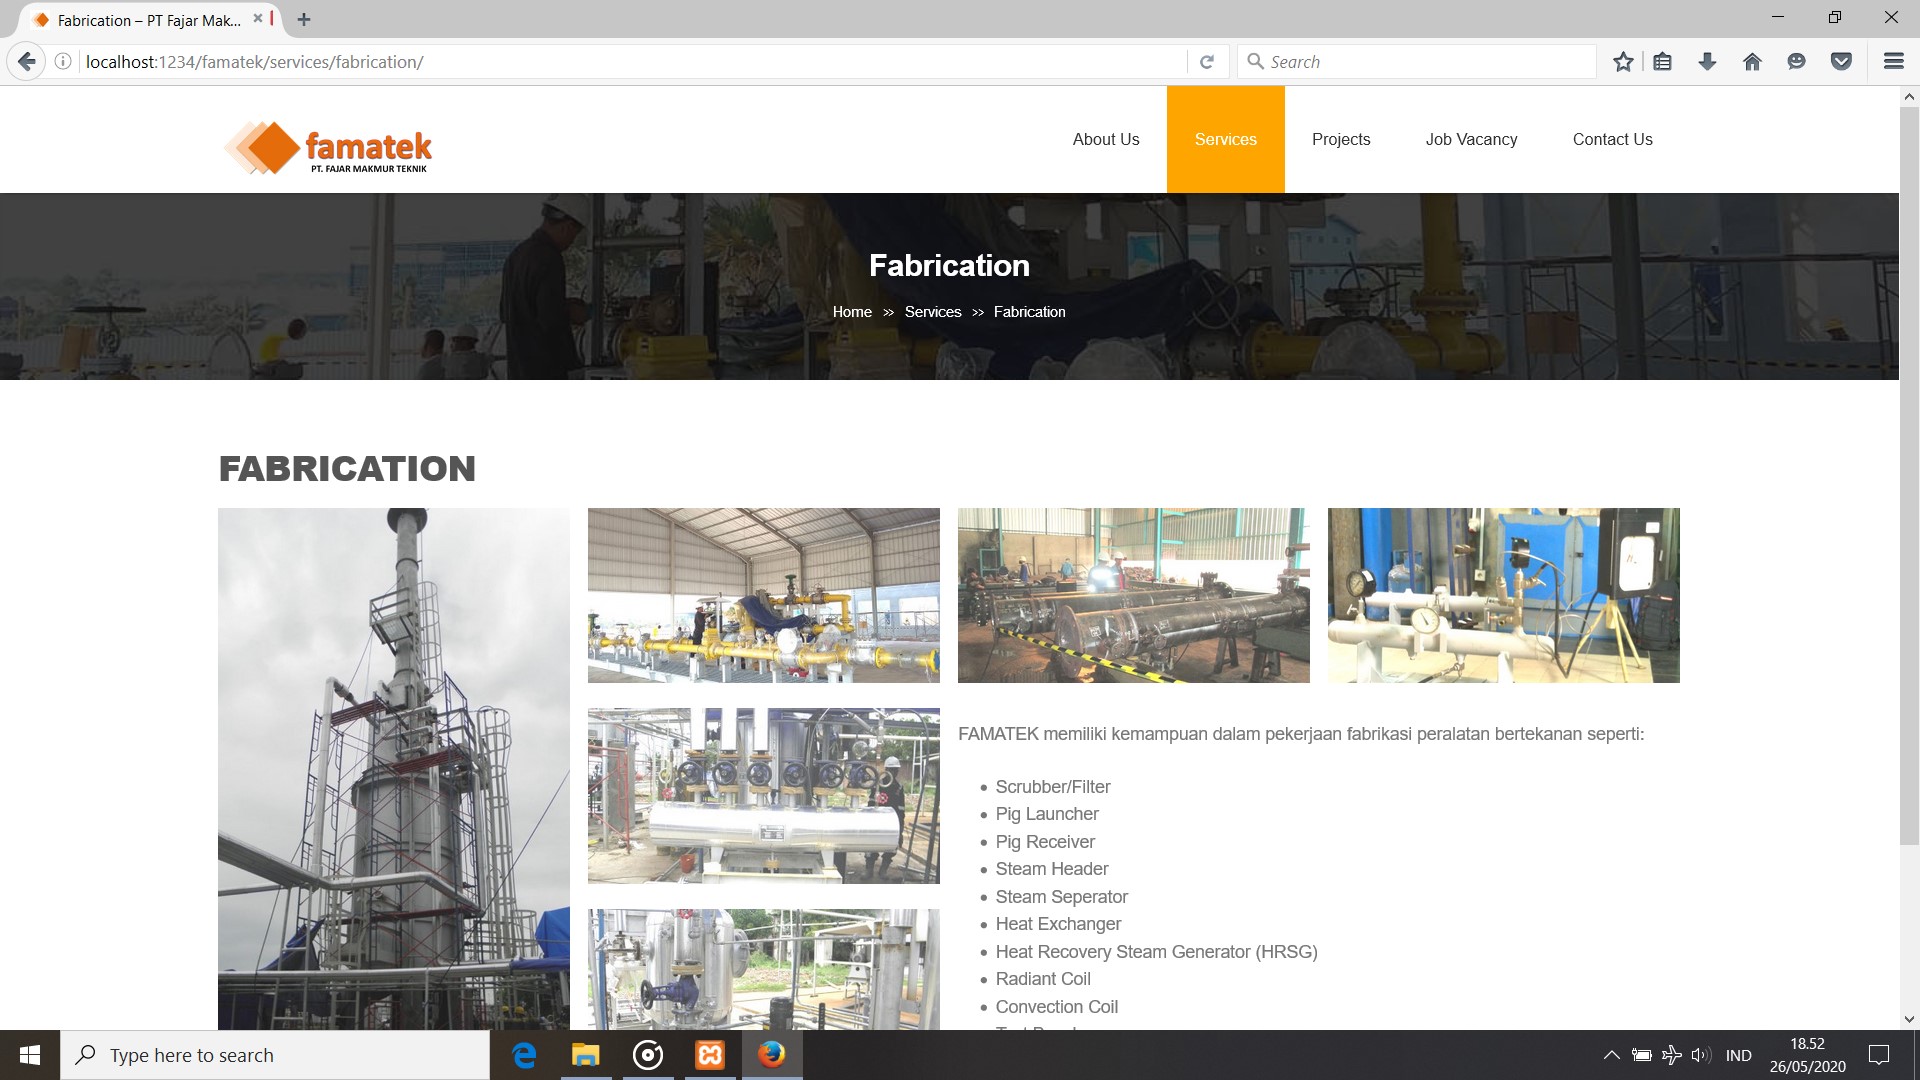 Fabrication – PT Fajar Mak...
localhost:1234/famatek/services/fabrication/
Search
famatek
PT. FAJAR MAKMUR TEKNIK
About Us
Services
Projects
Job Vacancy
Contact Us
Fabrication
Home >> Services >> Fabrication
FABRICATION
FAMATEK memiliki kemampuan dalam pekerjaan fabrikasi peralatan bertekanan seperti:
• Scrubber/Filter
• Pig Launcher
• Pig Receiver
• Steam Header
• Steam Seperator
• Heat Exchanger
• Heat Recovery Steam Generator (HRSG)
• Radiant Coil
• Convection Coil
Type here to search
IND
18.52
26/05/2020